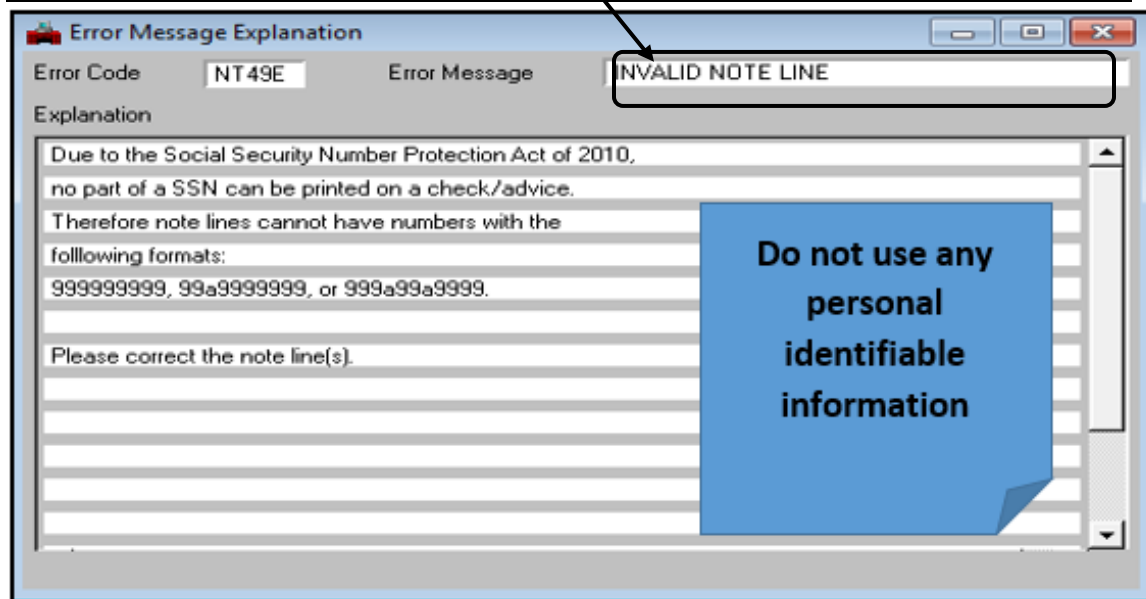 Error Message Explanation
Error Code NT49E Error Message INVALID NOTE LINE
Explanation
Due to the Social Security Number Protection Act of 2010,
no part of a SSN can be printed on a check/advice.
Therefore note lines cannot have numbers with the
folllowing formats:
999999999, 99a9999999, or 999a99a9999.
Please correct the note line(s).
Do not use any
personal
identifiable
information